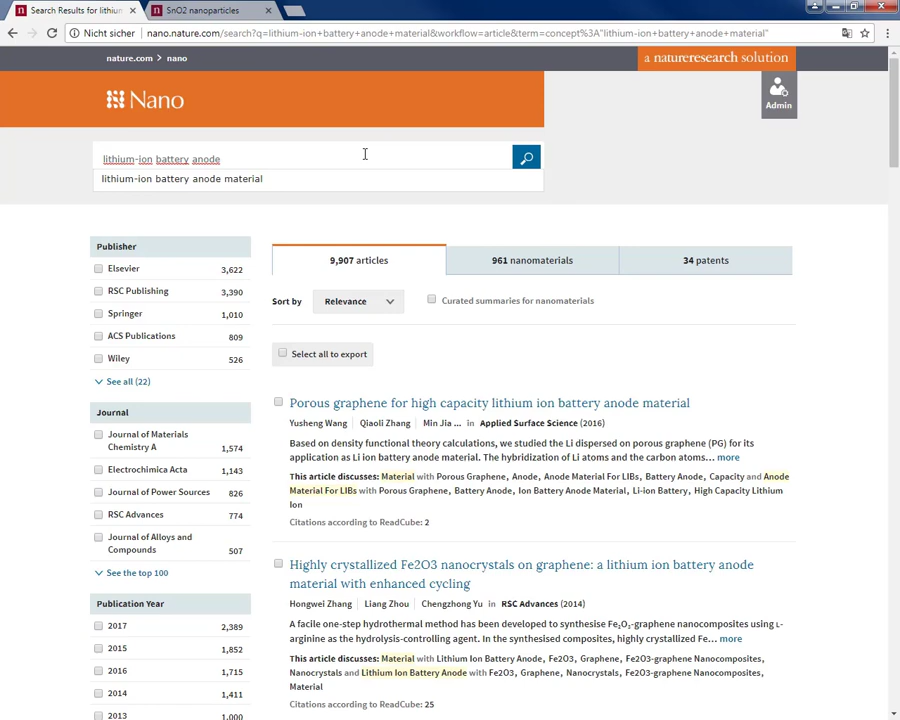 Search Results for lithiun
SnO2 nanoparticles
Nicht sicher
nano.nature.com/search?q=lithium-ion+battery+anode+material&workflow=article&term=concept%3A"lithium-ion+battery+anode+material"
nature.com > nano
a natureresearch solution
Nano
Admin
lithium-ion battery anode
lithium-ion battery anode material
Publisher
Elsevier 3,622
RSC Publishing 3,390
Springer 1,010
ACS Publications 809
Wiley 526
See all (22)
Journal
Journal of Materials
Chemistry A 1,574
Electrochimica Acta 1,143
Journal of Power Sources 826
RSC Advances 774
Journal of Alloys and
Compounds 507
See the top 100
Publication Year
2017 2,389
2015 1,852
2016 1,715
2014 1,411
2013 1,000
9,907 articles
961 nanomaterials
34 patents
Sort by Relevance
Curated summaries for nanomaterials
Select all to export
Porous graphene for high capacity lithium ion battery anode material
Yusheng Wang Qiaoli Zhang Min Jia ... in Applied Surface Science (2016)
Based on density functional theory calculations, we studied the Li dispersed on porous graphene (PG) for its
application as Li ion battery anode material. The hybridization of Li atoms and the carbon atoms... more
This article discusses: Material with Porous Graphene, Anode, Anode Material For LIBs, Battery Anode, Capacity and Anode
Material For LIBs with Porous Graphene, Battery Anode, Ion Battery Anode Material, Li-ion Battery, High Capacity Lithium
Ion
Citations according to ReadCube: 2
Highly crystallized Fe2O3 nanocrystals on graphene: a lithium ion battery anode
material with enhanced cycling
Hongwei Zhang Liang Zhou Chengzhong Yu in RSC Advances (2014)
A facile one-step hydrothermal method has been developed to synthesise Fe₂O₃-graphene nanocomposites using ʟ-
arginine as the hydrolysis-controlling agent. In the synthesised composites, highly crystallized Fe... more
This article discusses: Material with Lithium Ion Battery Anode, Fe2O3, Graphene, Fe2O3-graphene Nanocomposites,
Nanocrystals and Lithium Ion Battery Anode with Fe2O3, Graphene, Nanocrystals, Fe2O3-graphene Nanocomposites,
Material
Citations according to ReadCube: 25